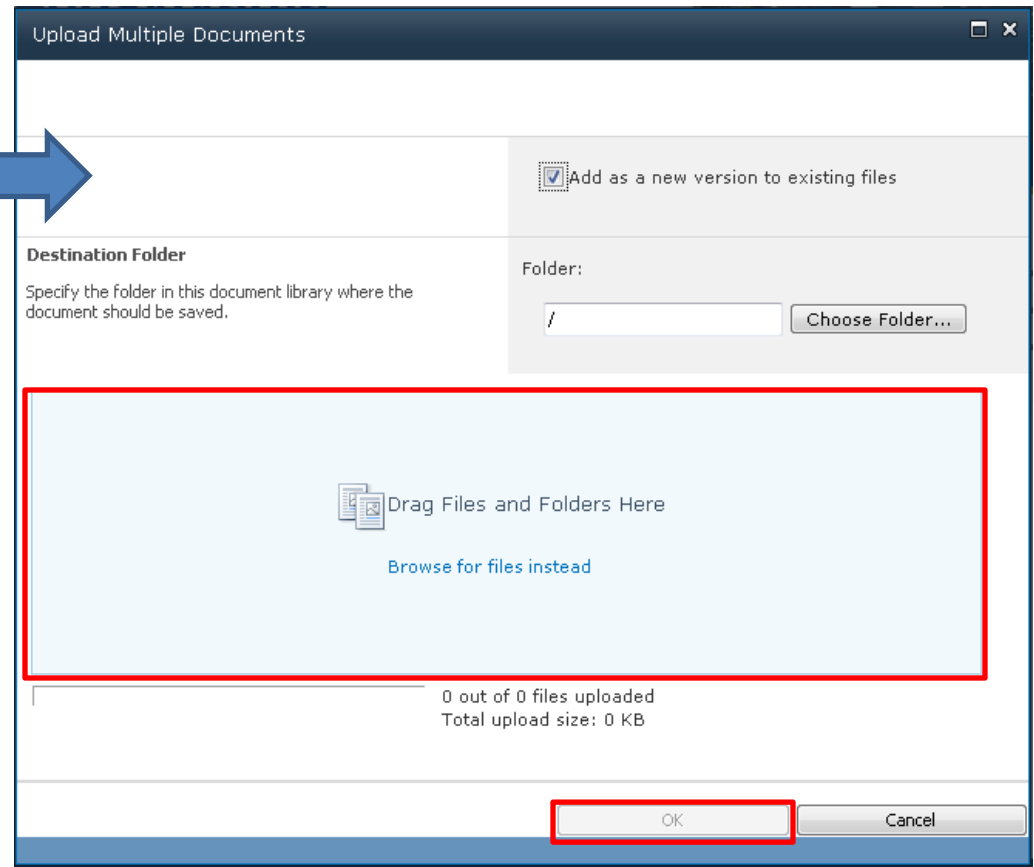 Upload Multiple Documents
Add as a new version to existing files
Destination Folder
Specify the folder in this document library where the
document should be saved.
Folder:
/
Choose Folder...
Drag Files and Folders Here
Browse for files instead
0 out of 0 files uploaded
Total upload size: 0 KB
OK
Cancel